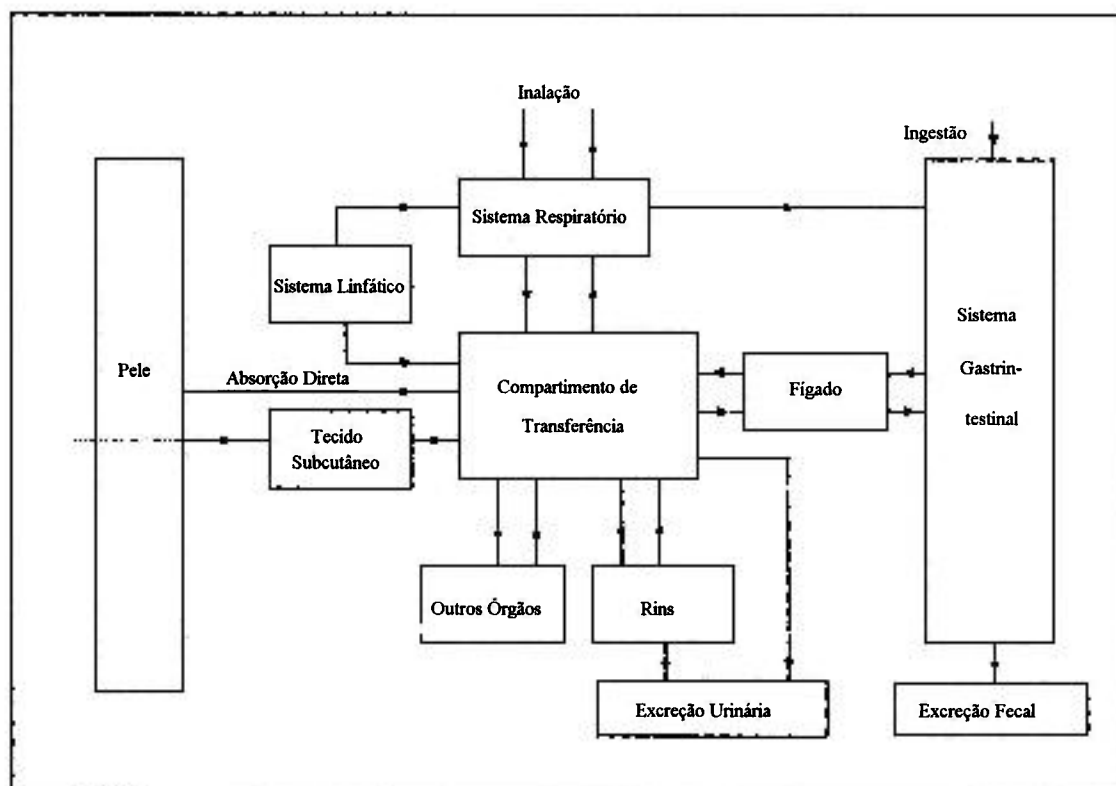 Inalação
Ingestão
Sistema Respiratório
Sistema Linfático
Pele
Absorção Direta
Tecido
Subcutâneo
Compartimento de
Transferência
Fígado
Sistema
Gastrin-
testinal
Outros Órgãos
Rins
Excreção Urinária
Excreção Fecal